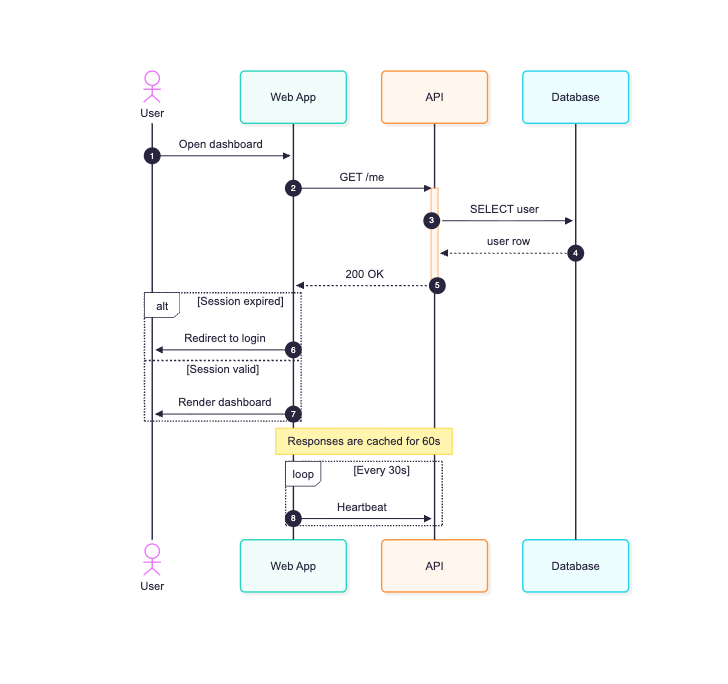 User
Web App
API
Database
Open dashboard
1
GET /me
2
SELECT user
3
user row
4
200 OK
5
alt
[Session expired]
Redirect to login
6
[Session valid]
Render dashboard
7
Responses are cached for 60s
loop
[Every 30s]
Heartbeat
8
User
Web App
API
Database